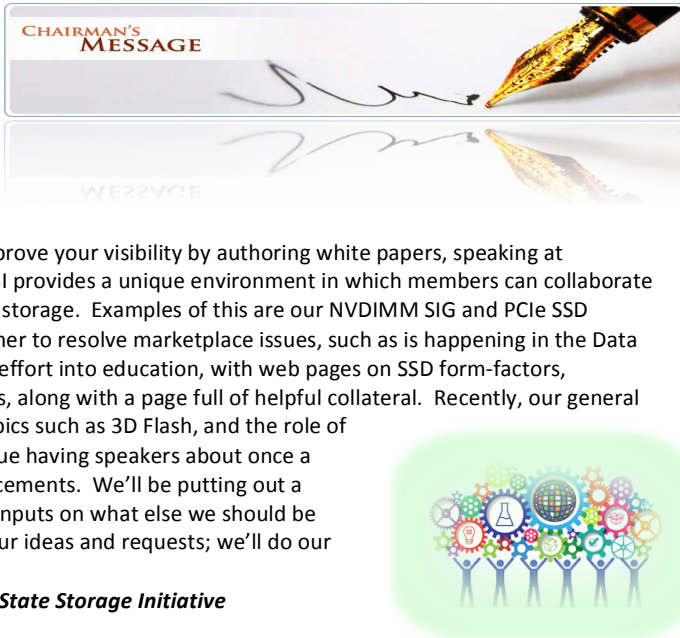 CHAIRMAN'S
MESSAGE
prove your visibility by authoring white papers, speaking at
SI provides a unique environment in which members can collaborate
storage. Examples of this are our NVDIMM SIG and PCIe SSD
her to resolve marketplace issues, such as is happening in the Data
effort into education, with web pages on SSD form-factors,
s, along with a page full of helpful collateral. Recently, our general
pics such as 3D Flash, and the role of
ue having speakers about once a
cements. We'll be putting out a
inputs on what else we should be
ur ideas and requests; we'll do our
State Storage Initiative